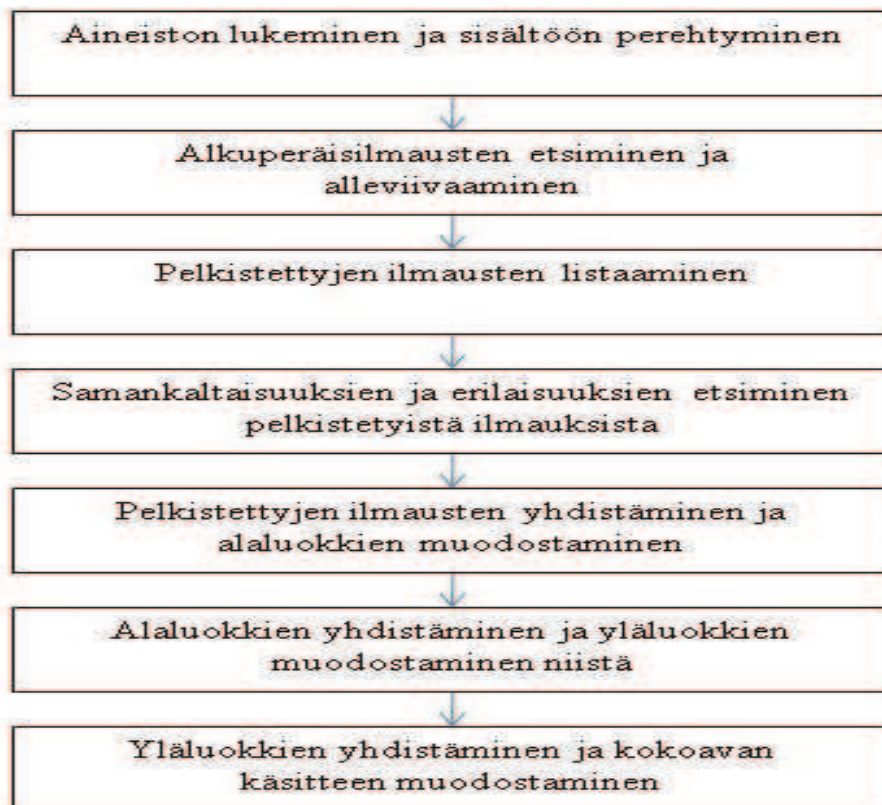 Aineiston lukeminen ja sisältöön perehtyminen
Alkuperäisilmausten etsiminen ja
alleviivaaminen
Pelkistettyjen ilmausten listaaminen
Samankaltaisuuksien ja erilaisuuksien etsiminen
pelkistetyistä ilmauksista
Pelkistettyjen ilmausten yhdistäminen ja
alaluokkien muodostaminen
Alaluokkien yhdistäminen ja yläluokkien
muodostaminen niistä
Yläluokkien yhdistäminen ja kokoavan
käsitteen muodostaminen